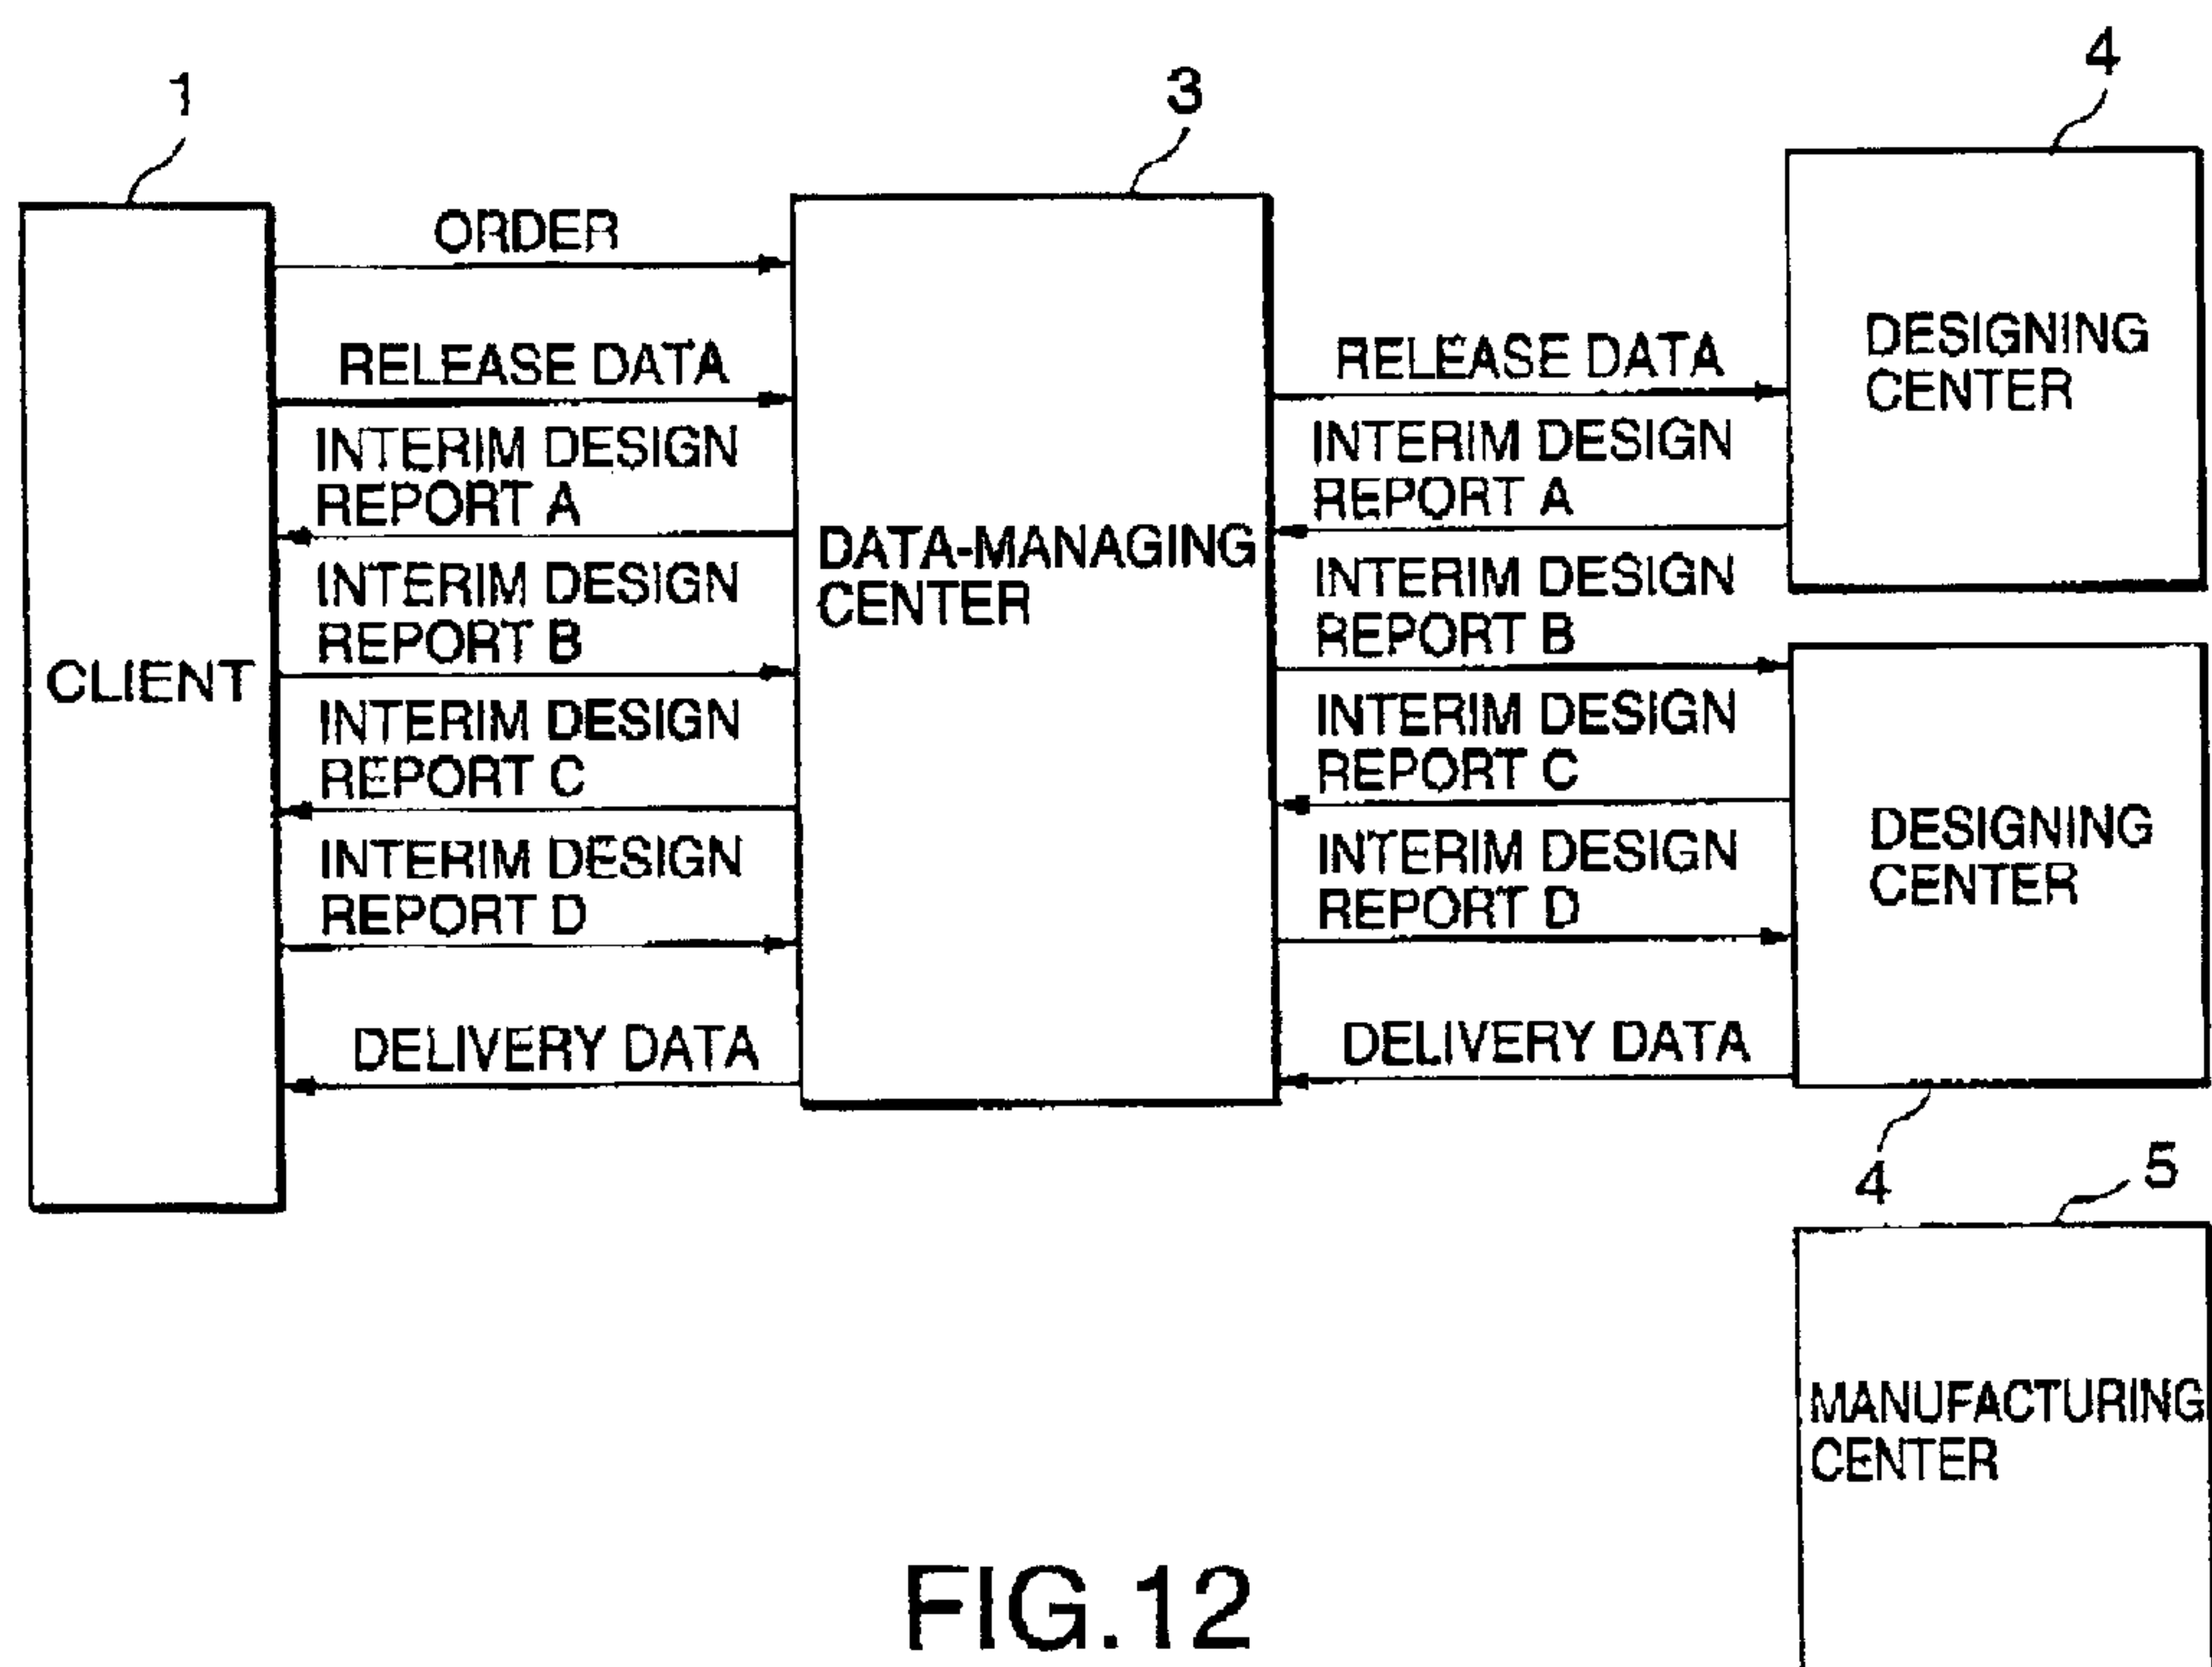 1
3
4
ORDER
RELEASE DATA
INTERIM DESIGN
REPORT A
INTERIM DESIGN
REPORT B
CLIENT
INTERIM DESIGN
REPORT C
INTERIM DESIGN
REPORT D
DELIVERY DATA
DATA-MANAGING
CENTER
RELEASE DATA
INTERIM DESIGN
REPORT A
INTERIM DESIGN
REPORT B
INTERIM DESIGN
REPORT C
INTERIM DESIGN
REPORT D
DELIVERY DATA
DESIGNING
CENTER
DESIGNING
CENTER
4
5
MANUFACTURING
CENTER
FIG.12